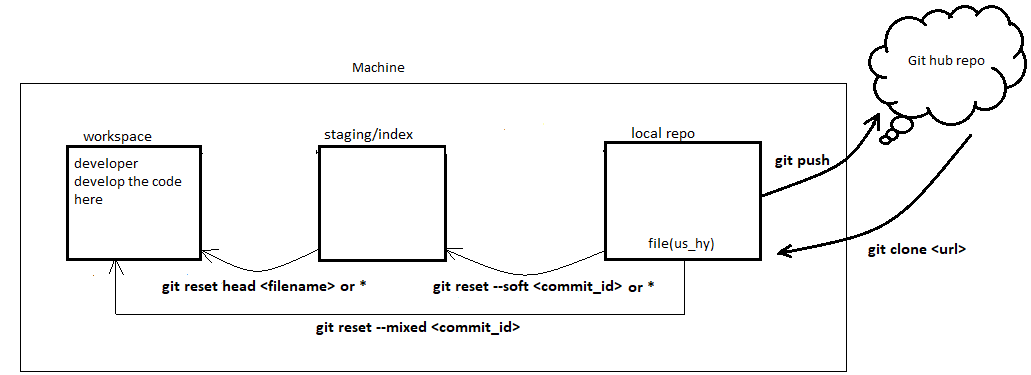 Git hub repo
Machine
workspace
staging/index
local repo
developer
develop the code
here
git push
file(us_hy)
git clone <url>
git reset head <filename> or *
git reset --soft <commit_id> or *
git reset --mixed <commit_id>